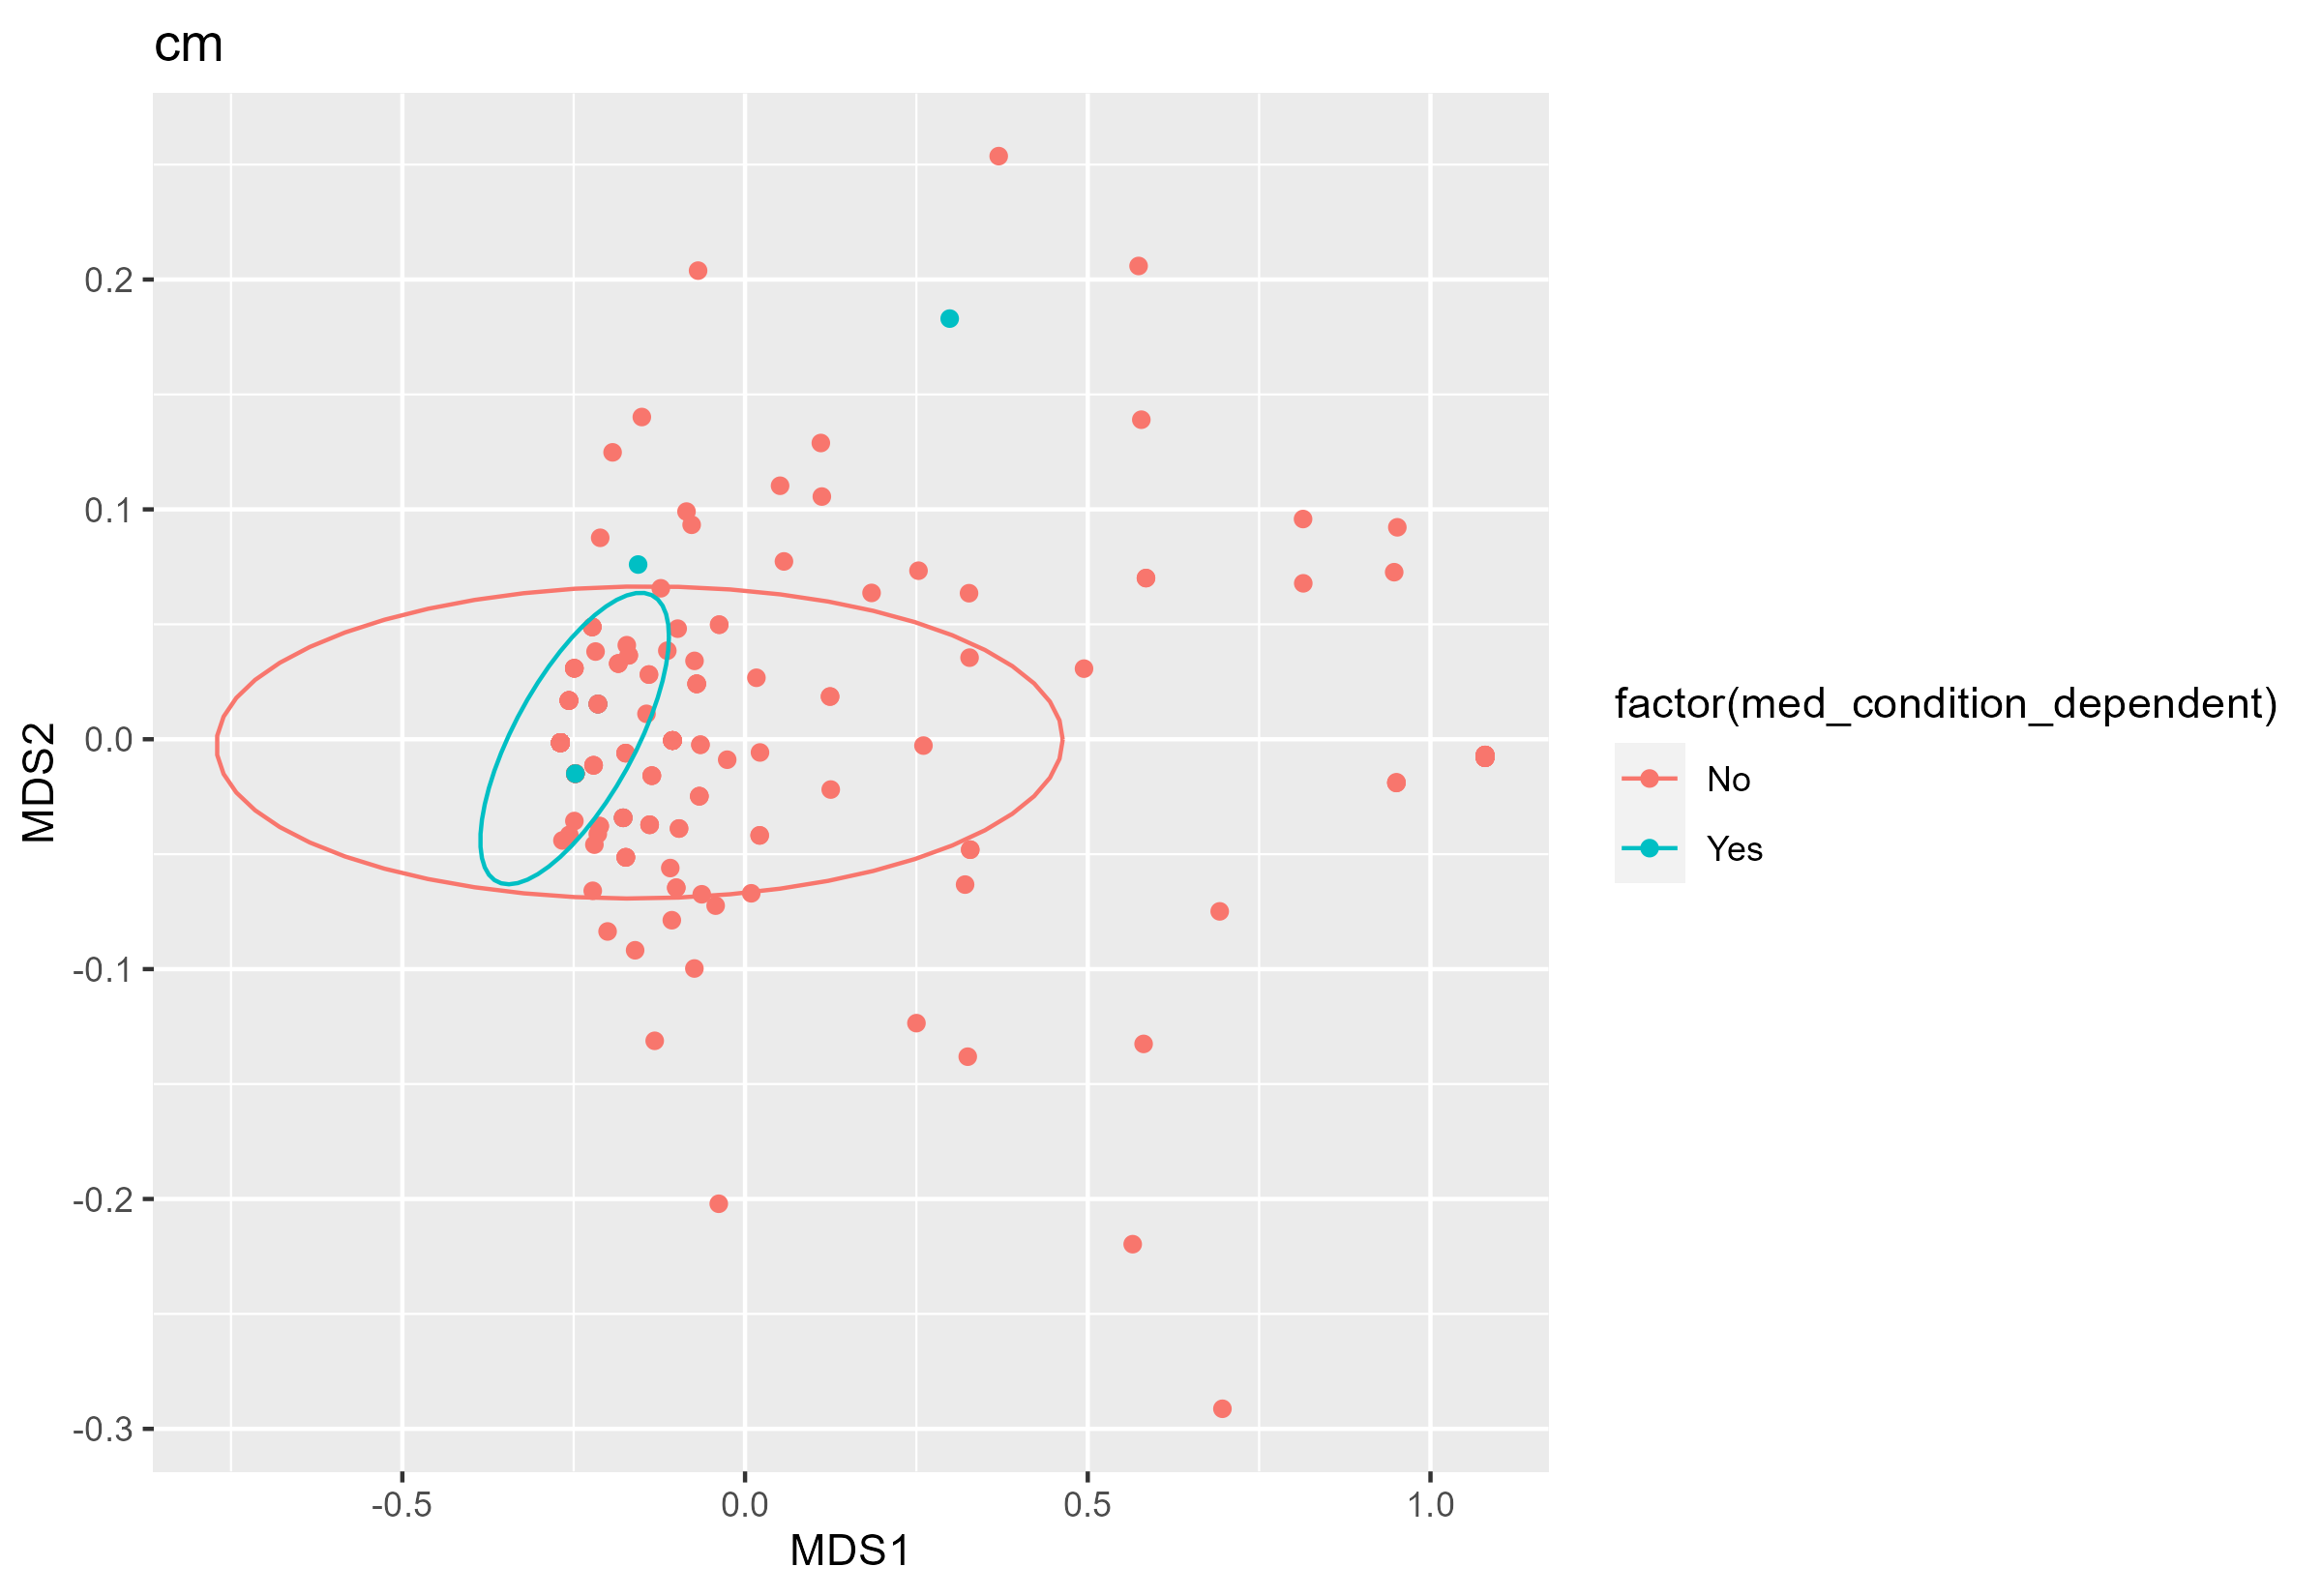 cm
0.2
0.1
0.0
-0.1
-0.2
-0.3
MDS2
-0.5
0.0
0.5
1.0
MDS1
factor(med_condition_dependent)
No
Yes